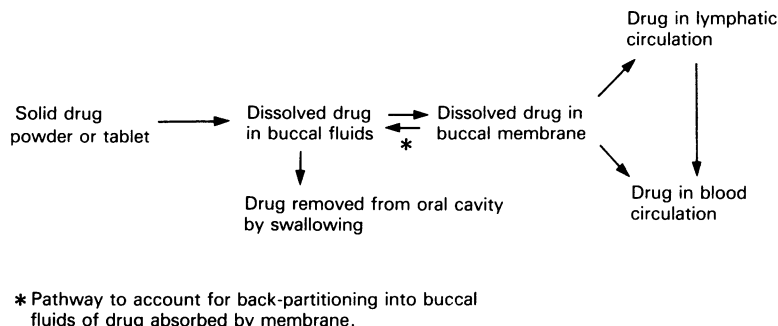 Drug in lymphatic
circulation
Solid drug
powder or tablet
Dissolved drug
in buccal fluids
*
Dissolved drug in
buccal membrane
Drug removed from oral cavity
by swallowing
Drug in blood
circulation
* Pathway to account for back-partitioning into buccal
fluids of drug absorbed by membrane.